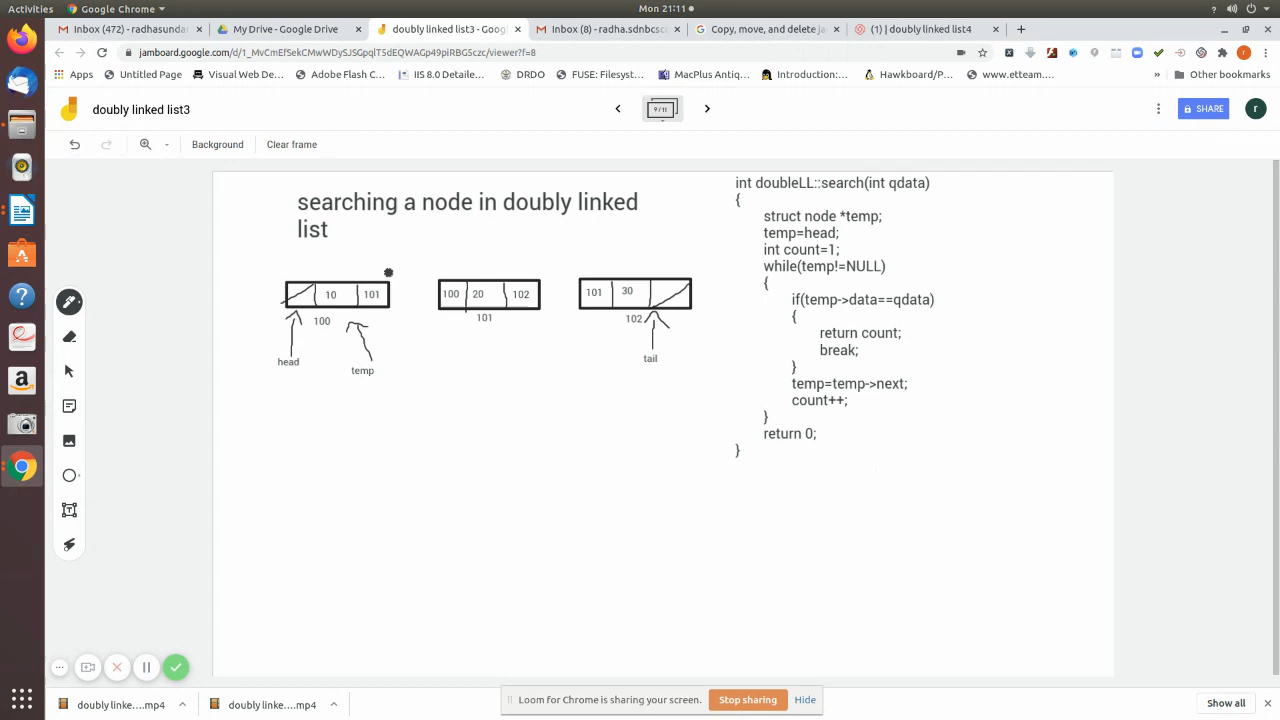 Activities
Google Chrome
Mon 21:11
Inbox (472) - radhasundar
My Drive - Google Drive
doubly linked list3 - Goog
Inbox (8) - radha.sdnbcsc
Copy, move, and delete Ja
(1) | doubly linked list4
jamboard.google.com/d/1_MvCmEfSekCMwWDySJSGpqlT5dEQWAGp49piRBGSczc/viewer?f=8
Apps
Untitled Page
Visual Web De...
Adobe Flash C...
IIS 8.0 Detaile...
DRDO
FUSE: Filesyst...
MacPlus Antiq...
Introduction:...
Hawkboard/P...
www.etteam....
»
Other bookmarks
doubly linked list3
9 / 11
SHARE
r
Background
Clear frame
searching a node in doubly linked
list
10 101
100
head
temp
100 20 102
101
101 30
102
tail
int doubleLL::search(int qdata)
{
struct node *temp;
temp=head;
int count=1;
while(temp!=NULL)
{
if(temp->data==qdata)
{
return count;
break;
}
temp=temp->next;
count++;
}
return 0;
}
doubly linke....mp4
doubly linke....mp4
Loom for Chrome is sharing your screen.
Stop sharing
Hide
Show all